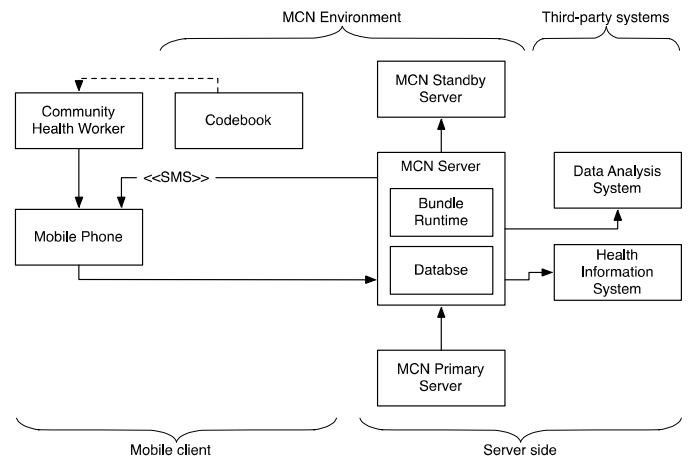 MCN Environment
Third-party systems
Community
Health Worker
Codebook
MCN Standby
Server
<<SMS>>
MCN Server
Bundle
Runtime
Data Analysis
System
Mobile Phone
Databse
Health
Information
System
MCN Primary
Server
Mobile client
Server side